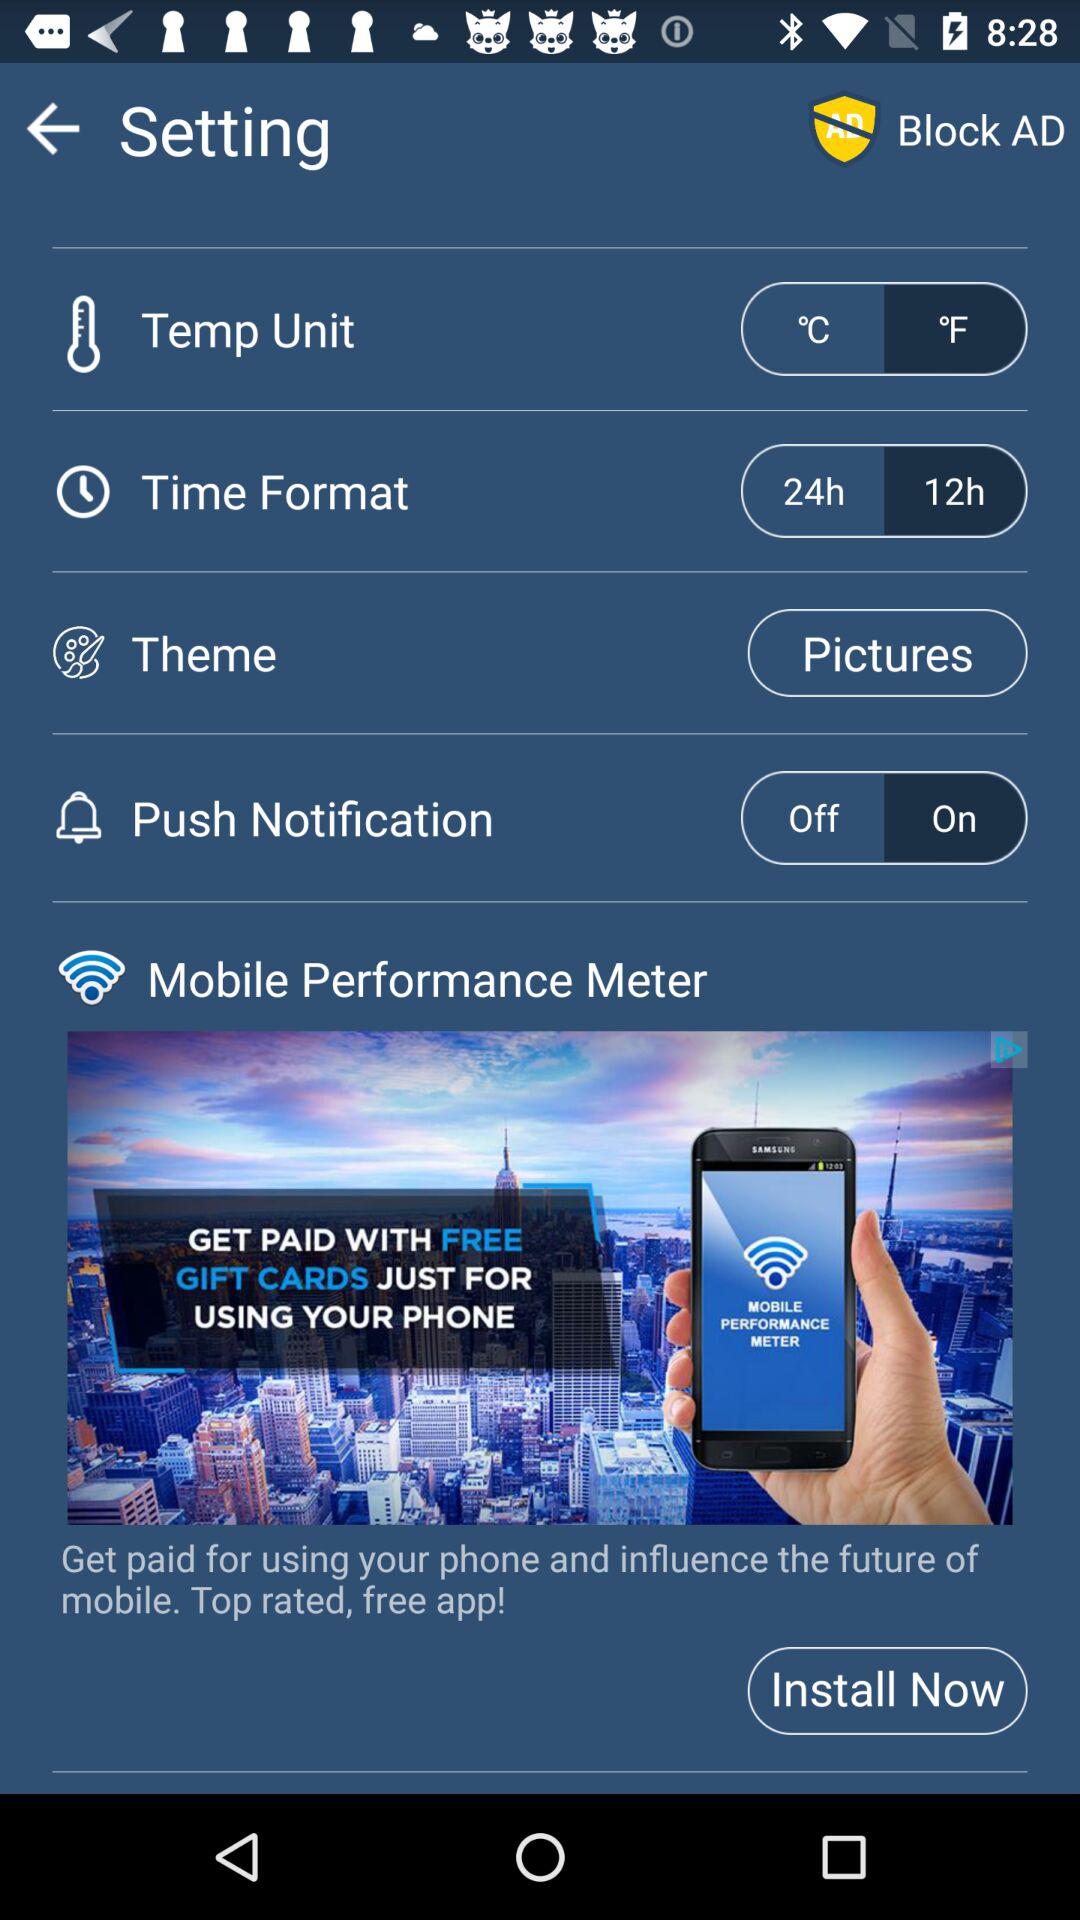 8:28
Setting
AD Block AD
Temp Unit ℃ ℉
Time Format 24h 12h
Theme Pictures
Push Notification Off On
Mobile Performance Meter
SAMSUNG
12:03
GET PAID WITH FREE
GIFT CARDS JUST FOR
USING YOUR PHONE
MOBILE
PERFORMANCE
METER
Get paid for using your phone and influence the future of
mobile. Top rated, free app!
Install Now